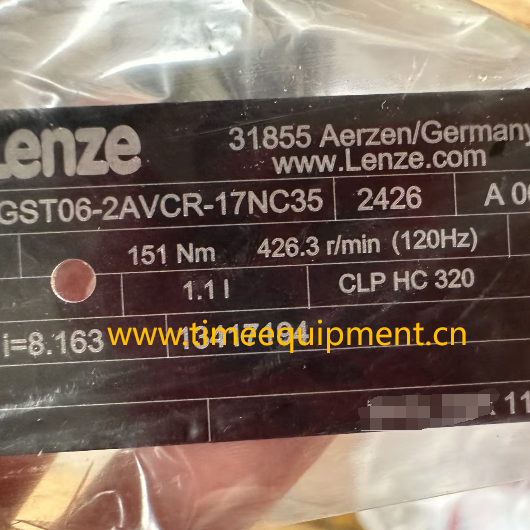 Lenze
31855 Aerzen/Germany
www.Lenze.com
GST06-2AVCR-17NC35 2426 A
151 Nm 426.3 r/min (120Hz)
1.1 l CLP HC 320
i=8.163
www.timeequipment.cn
11